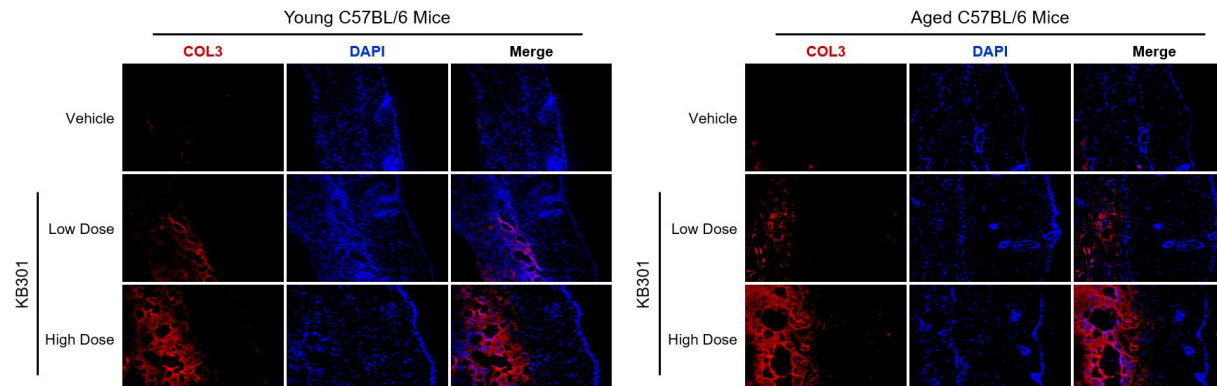 Young C57BL/6 Mice
COL3 DAPI Merge
Vehicle
Low Dose
High Dose
KB301
Aged C57BL/6 Mice
COL3 DAPI Merge
Vehicle
Low Dose
High Dose
KB301